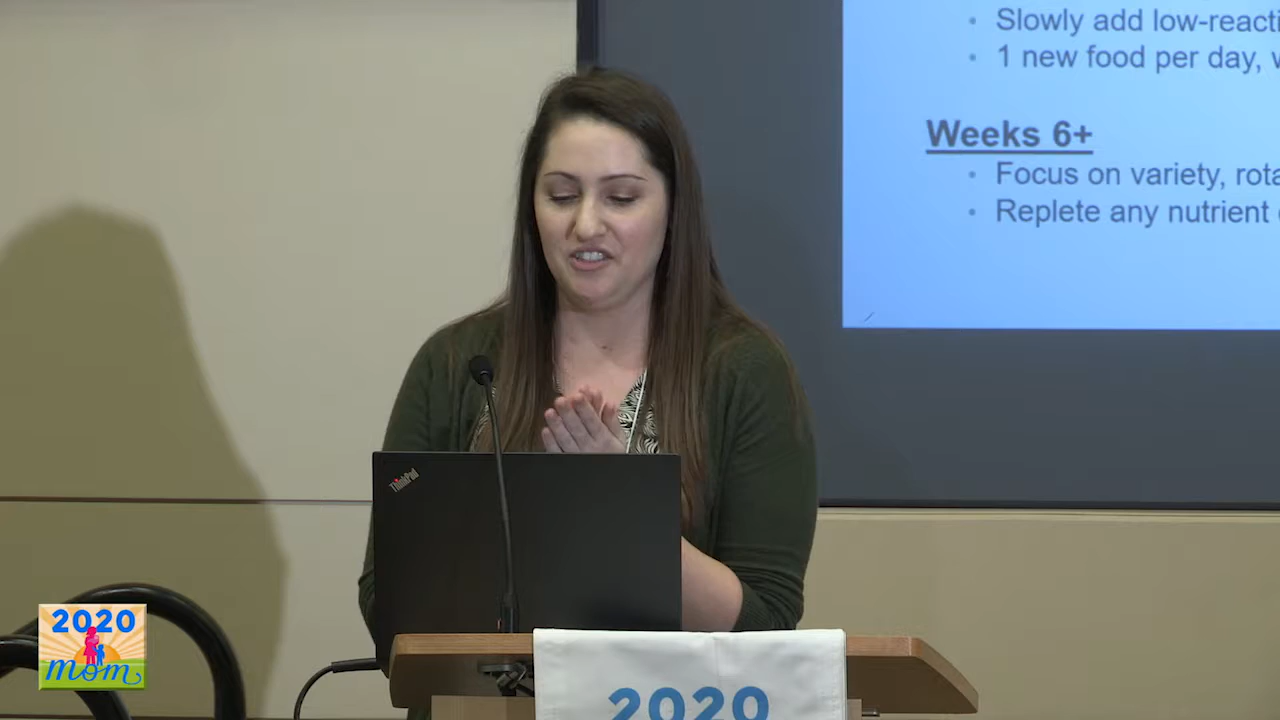 Slowly add low-reacti
1 new food per day,
Weeks 6+
Focus on variety, rota
Replete any nutrient
ThinkPad
2020
mom
2020